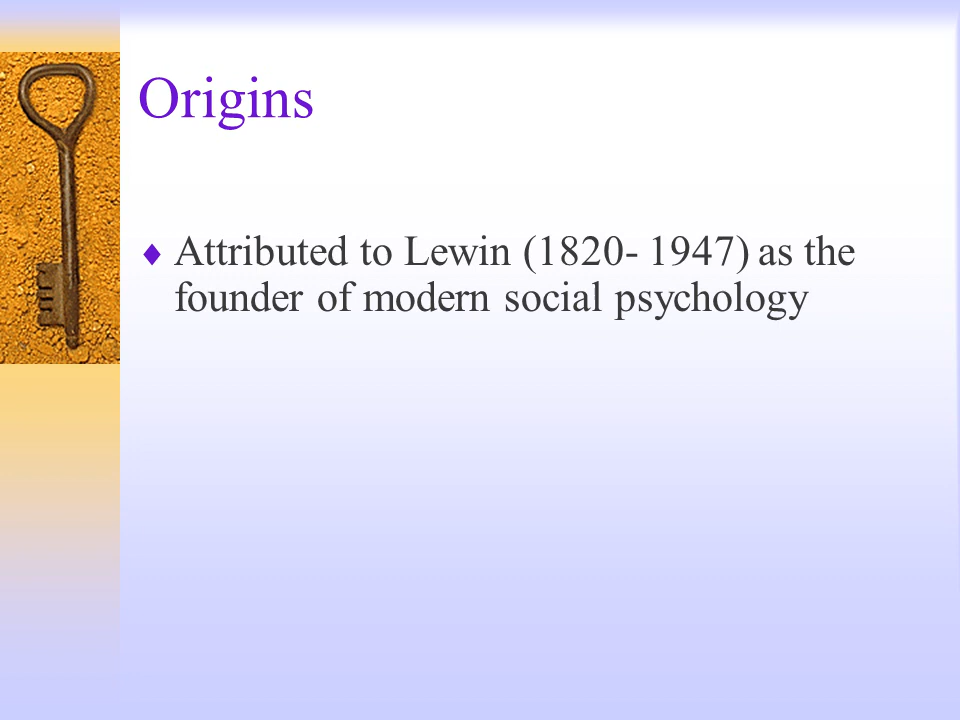 Origins
♦ Attributed to Lewin (1820- 1947) as the
founder of modern social psychology